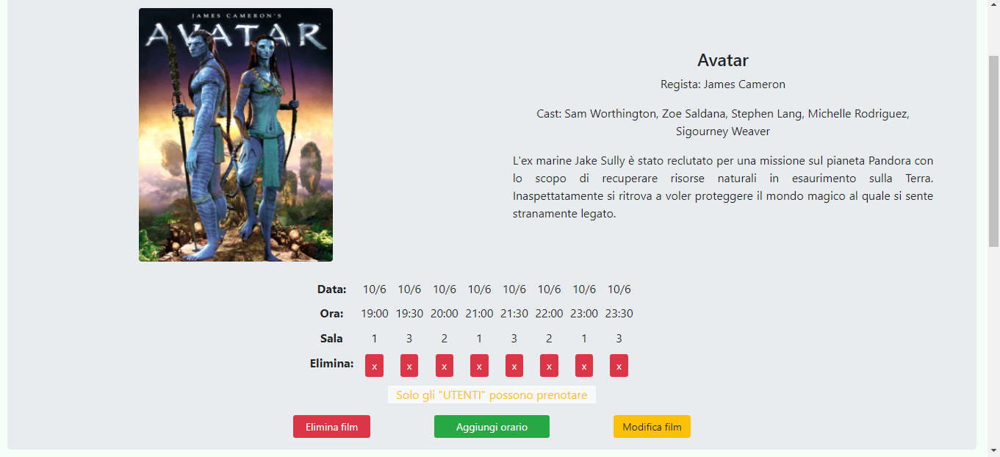 JAMES CAMERON'S
AVATAR
Avatar
Regista: James Cameron
Cast: Sam Worthington, Zoe Saldana, Stephen Lang, Michelle Rodriguez,
Sigourney Weaver
L'ex marine Jake Sully è stato reclutato per una missione sul pianeta Pandora con
lo scopo di recuperare risorse naturali in esaurimento sulla Terra.
Inaspettatamente si ritrova a voler proteggere il mondo magico al quale si sente
stranamente legato.
Data: 10/6 10/6 10/6 10/6 10/6 10/6 10/6 10/6
Ora: 19:00 19:30 20:00 21:00 21:30 22:00 23:00 23:30
Sala 1 3 2 1 3 2 1 3
Elimina: x x x x x x x x
Solo gli "UTENTI" possono prenotare
Elimina film Aggiungi orario Modifica film